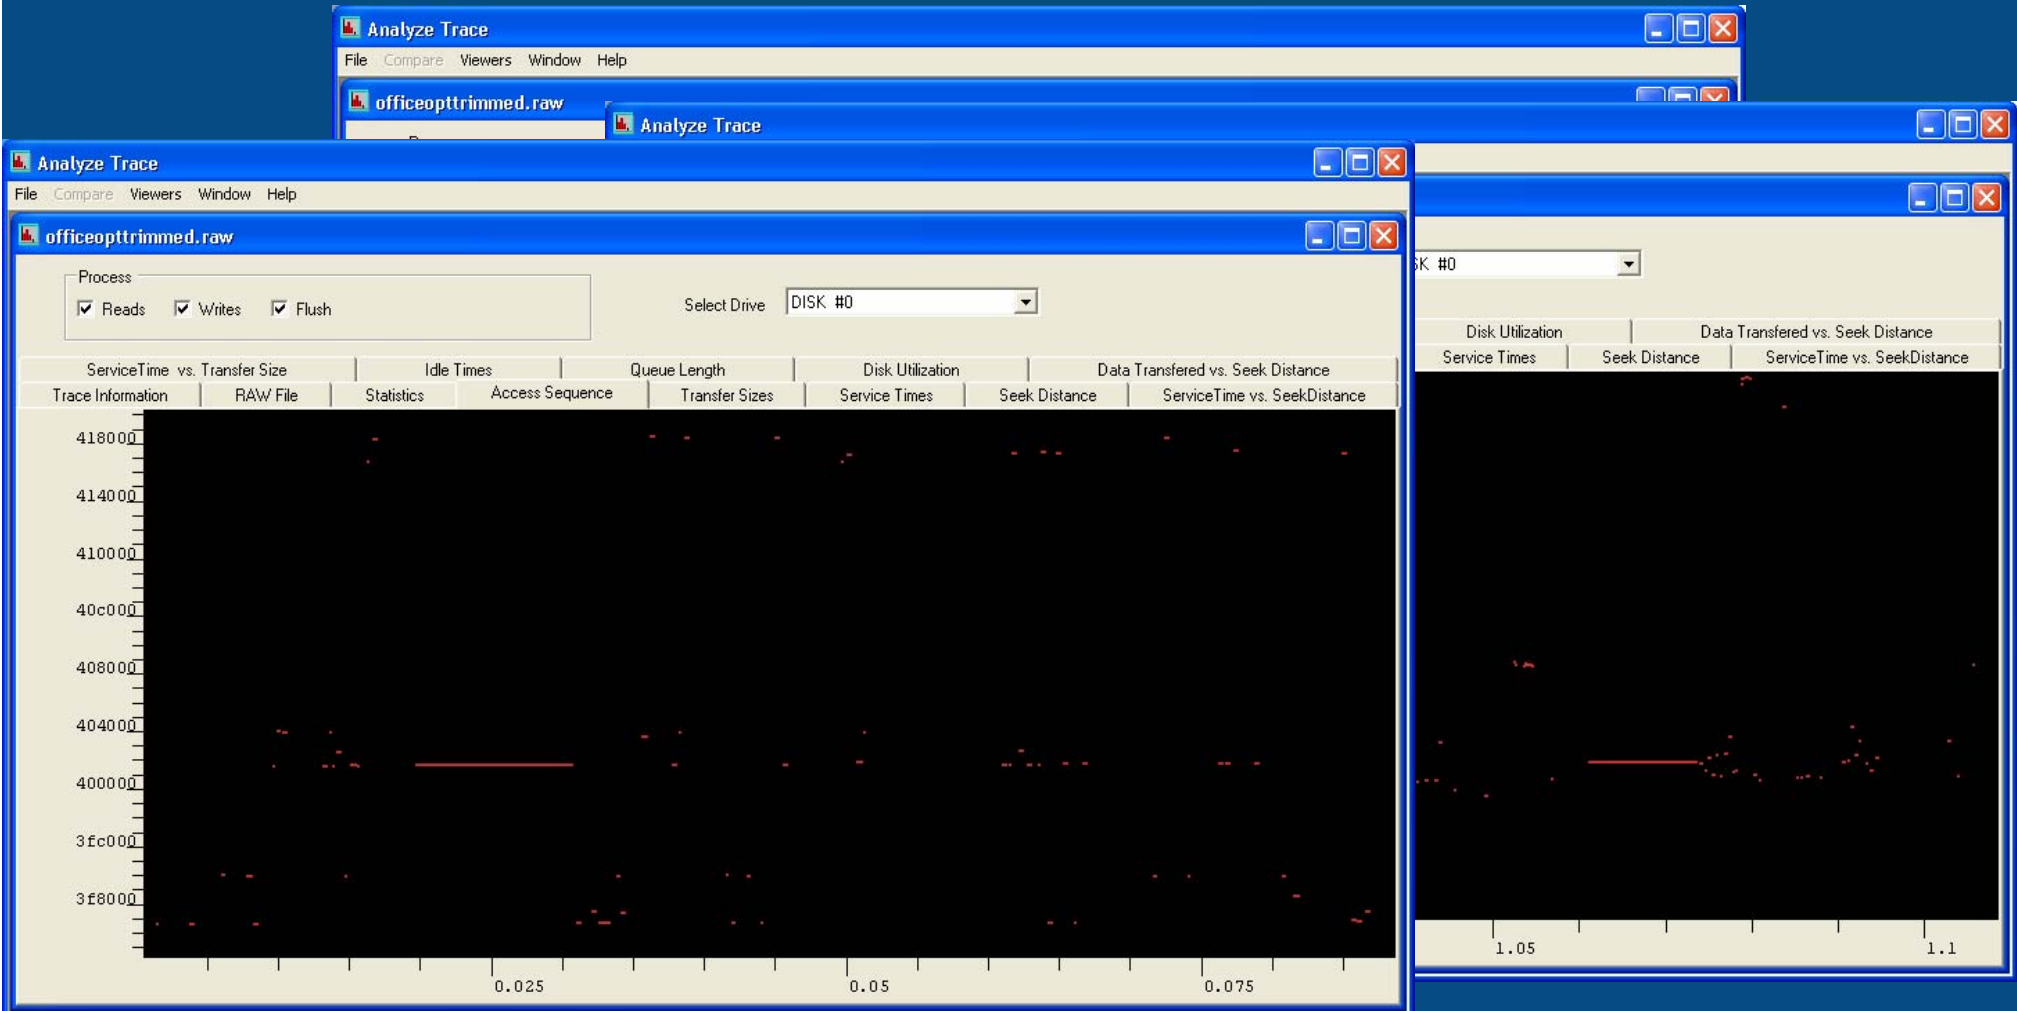 Analyze Trace
File Compare Viewers Window Help
officeopttrimmed.raw
Analyze Trace
Analyze Trace
File Compare Viewers Window Help
officeopttrimmed.raw
Process
Reads Writes Flush
Select Drive DISK #0
ServiceTime vs. Transfer Size Idle Times Queue Length Disk Utilization Data Transfered vs. Seek Distance
Trace Information RAW File Statistics Access Sequence Transfer Sizes Service Times Seek Distance ServiceTime vs. SeekDistance
418000
414000
410000
40c000
408000
404000
400000
3fc000
3f8000
0.025 0.05 0.075
SK #0
Disk Utilization Data Transfered vs. Seek Distance
Service Times Seek Distance ServiceTime vs. SeekDistance
1.05 1.1